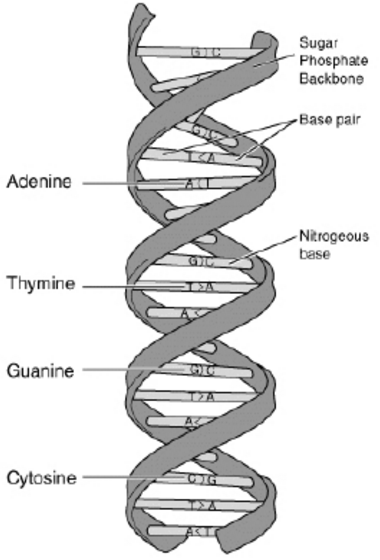 G C
Sugar
Phosphate
Backbone
G C
Base pair
T A
Adenine
A T
Nitrogeous
base
G C
Thymine
T A
A
Guanine
G C
T A
A
Cytosine
C G
T A
A T